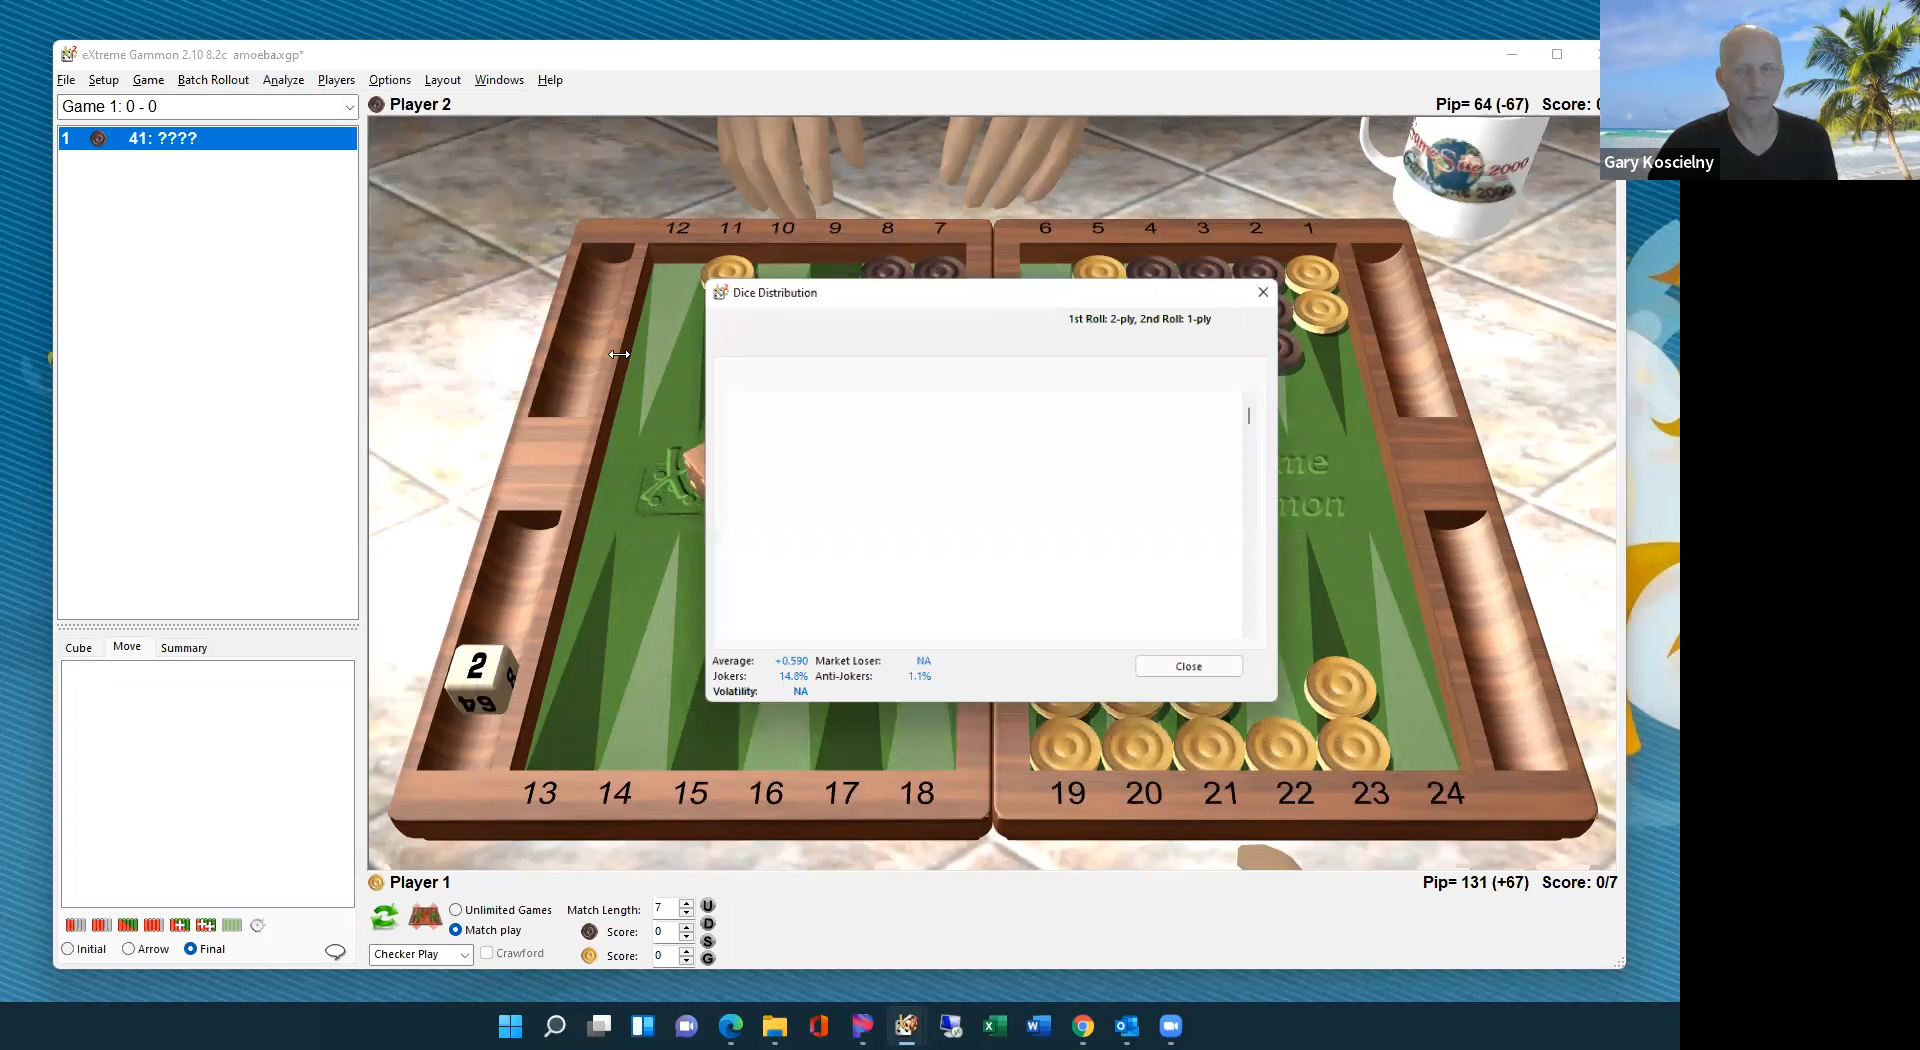 eXtreme Gammon 2.10 8.2c amoeba.xgp*
File Setup Game Batch Rollout Analyze Players Options Layout Windows Help
Game 1: 0 - 0
1 41: ????
Player 2
Pip= 64 (-67) Score:
Gary Koscielny
GameSite 2000
12 11 10 9 8 7 6 5 4 3 2 1
Dice Distribution
1st Roll: 2-ply, 2nd Roll: 1-ply
Average: +0.590 Market Loser: NA
Jokers: 14.8% Anti-Jokers: 1.1%
Volatility: NA
Close
Cube Move Summary
2
64
8
13 14 15 16 17 18 19 20 21 22 23 24
Player 1
Pip= 131 (+67) Score: 0/7
Unlimited Games
Match play
Match Length: 7
Score: 0
Score: 0
Checker Play
Crawford
U
D
S
G
Initial Arrow Final